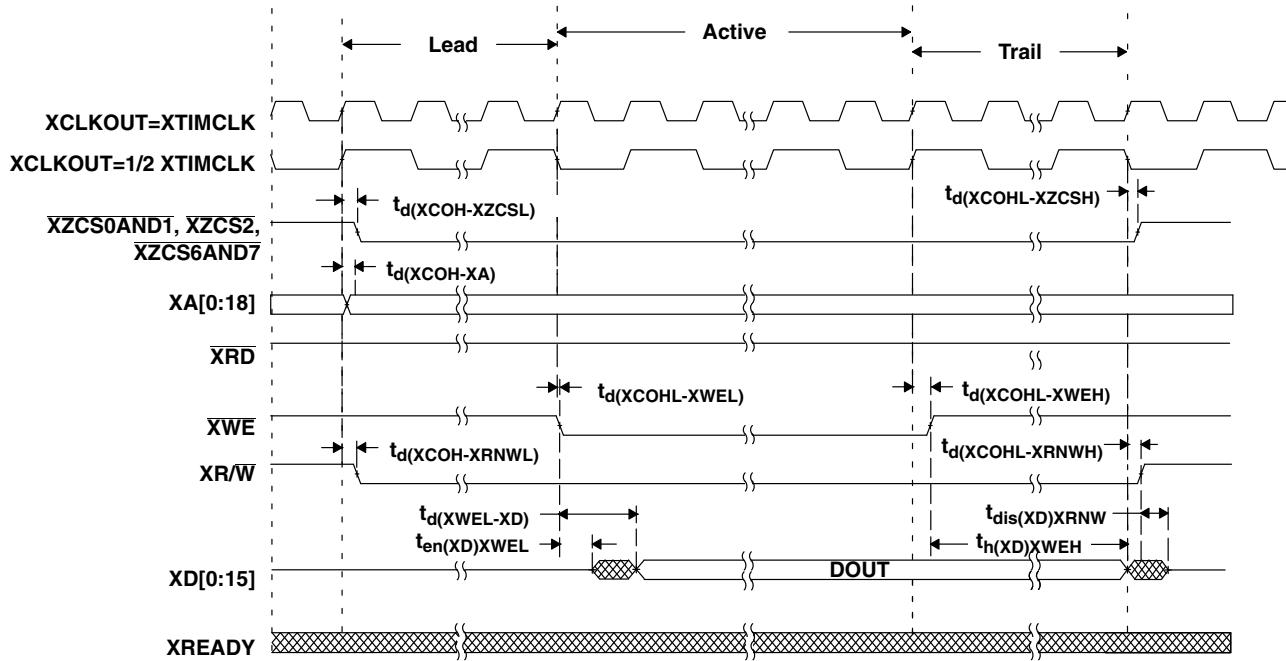 Lead
Active
Trail
XCLKOUT=XTIMCLK
XCLKOUT=1/2 XTIMCLK
td(XCOH-XZCSL)
td(XCOHL-XZCSH)
XZCS0AND1, XZCS2,
XZCS6AND7
td(XCOH-XA)
XA[0:18]
XRD
td(XCOHL-XWEL)
td(XCOHL-XWEH)
XWE
td(XCOH-XRNWL)
td(XCOHL-XRNWH)
XR/W
td(XWEL-XD)
tdis(XD)XRNW
ten(XD)XWEL
th(XD)XWEH
XD[0:15]
DOUT
XREADY